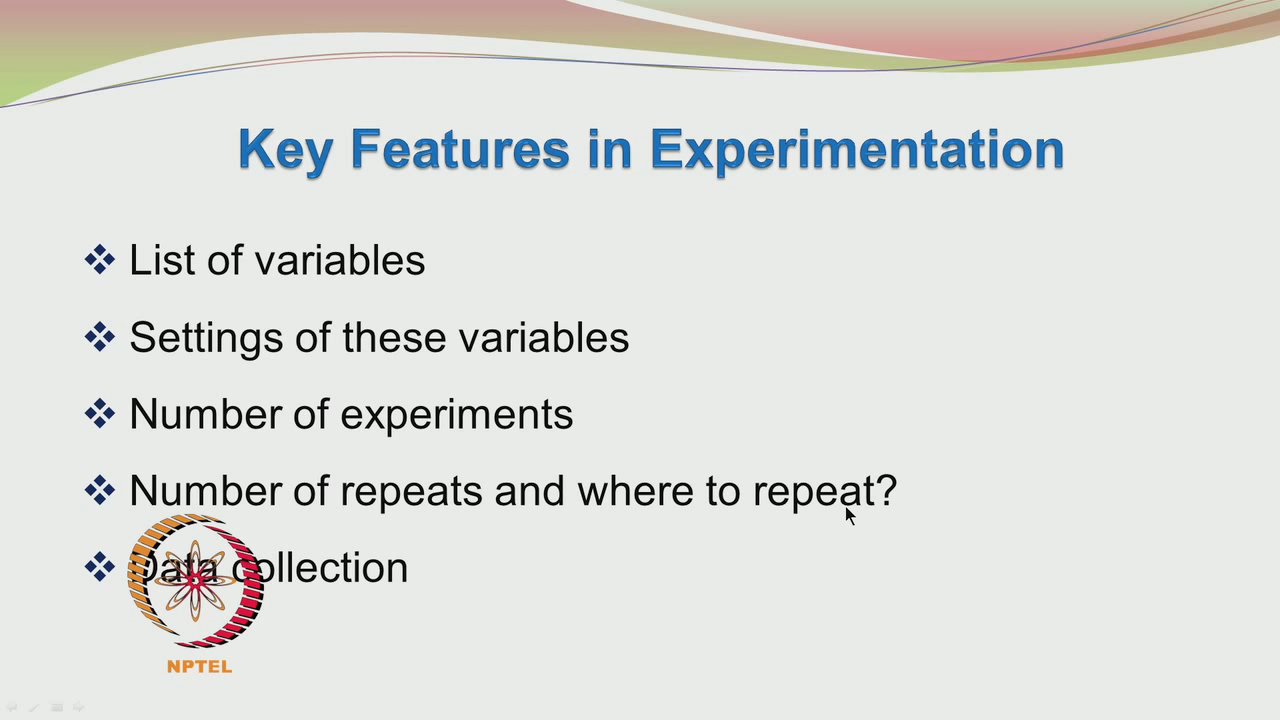 Key Features in Experimentation
List of variables
Settings of these variables
Number of experiments
Number of repeats and where to repeat?
Data collection
NPTEL